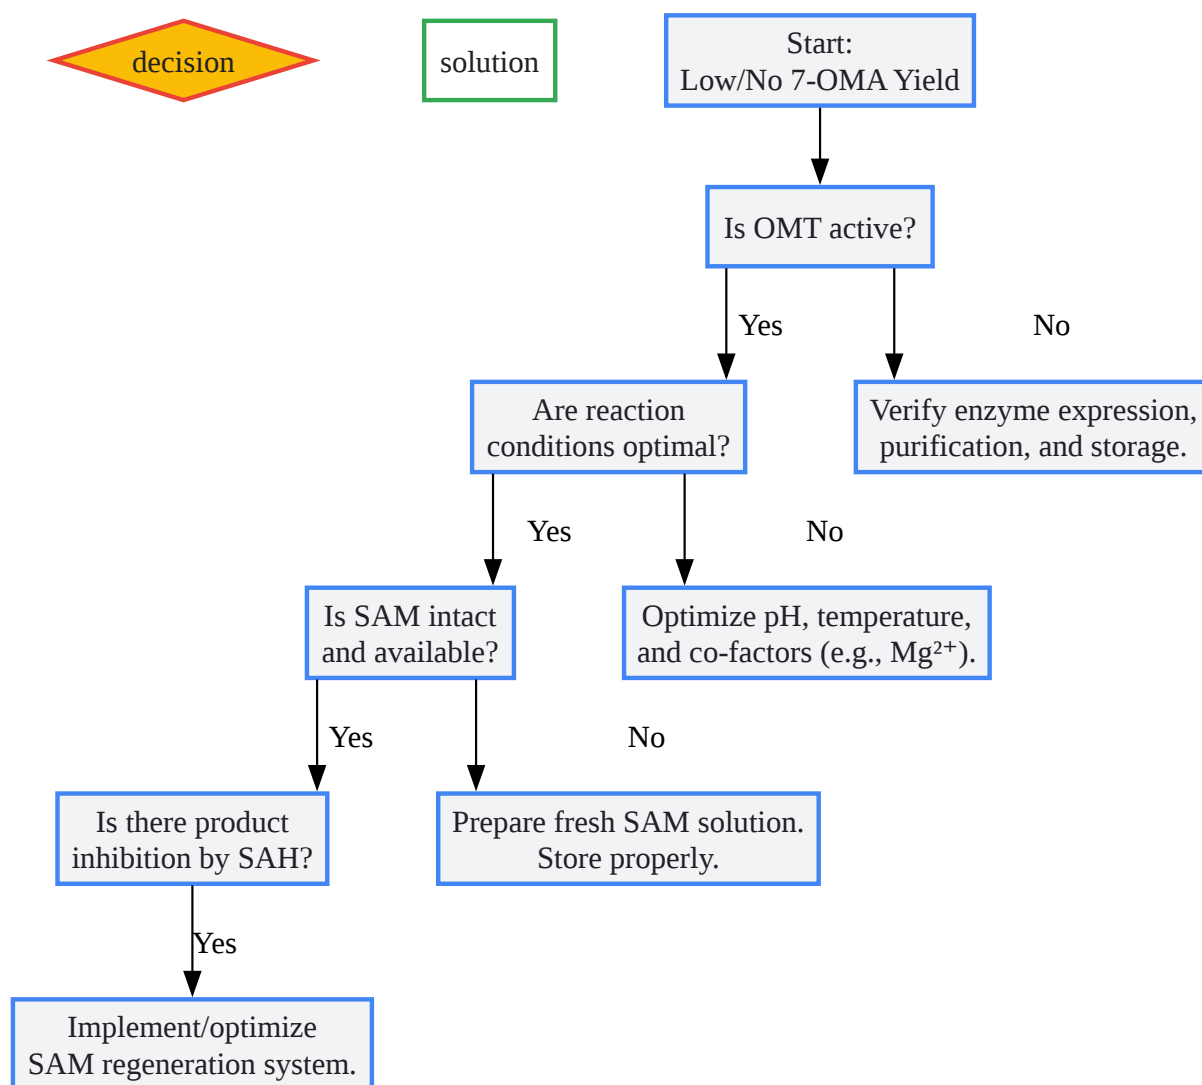 decision
solution
Start:
Low/No 7-OMA Yield
Is OMT active?
Yes
No
Are reaction
conditions optimal?
Verify enzyme expression,
purification, and storage.
Yes
No
Is SAM intact
and available?
Optimize pH, temperature,
and co-factors (e.g., Mg²⁺).
Yes
No
Is there product
inhibition by SAH?
Prepare fresh SAM solution.
Store properly.
Yes
Implement/optimize
SAM regeneration system.